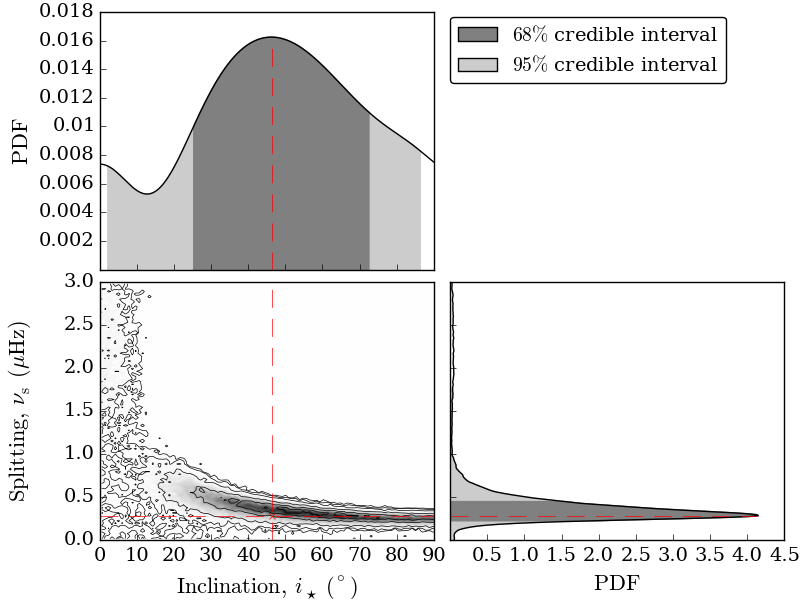 0.018
0.016
0.014
0.012
0.01
0.008
0.006
0.004
0.002
PDF
68% credible interval
95% credible interval
3.0
2.5
2.0
1.5
1.0
0.5
0.0
Splitting, νs (μHz)
0 10 20 30 40 50 60 70 80 90
Inclination, i⋆ (°)
0.5 1.0 1.5 2.0 2.5 3.0 3.5 4.0 4.5
PDF